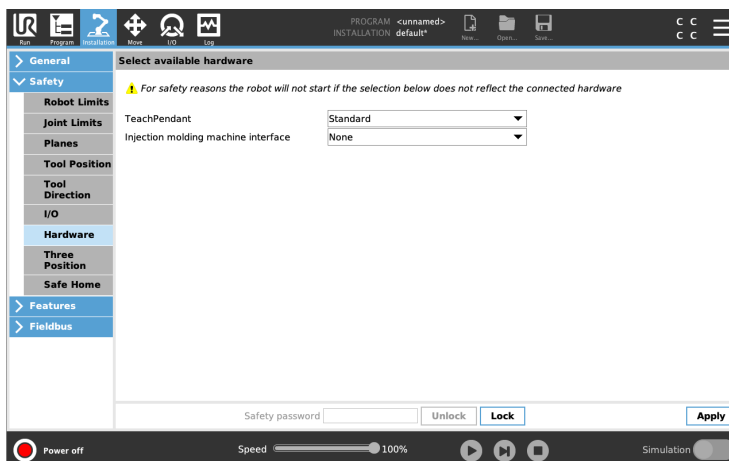 PROGRAM <unnamed>
INSTALLATION default*
C C
C C
Run Program Installation Move I/O Log New... Open... Save...
General
Safety
Robot Limits
Joint Limits
Planes
Tool Position
Tool
Direction
I/O
Hardware
Three
Position
Safe Home
Features
Fieldbus
Select available hardware
For safety reasons the robot will not start if the selection below does not reflect the connected hardware
TeachPendant Standard
Injection molding machine interface None
Safety password Unlock Lock Apply
Power off Speed 100% Simulation